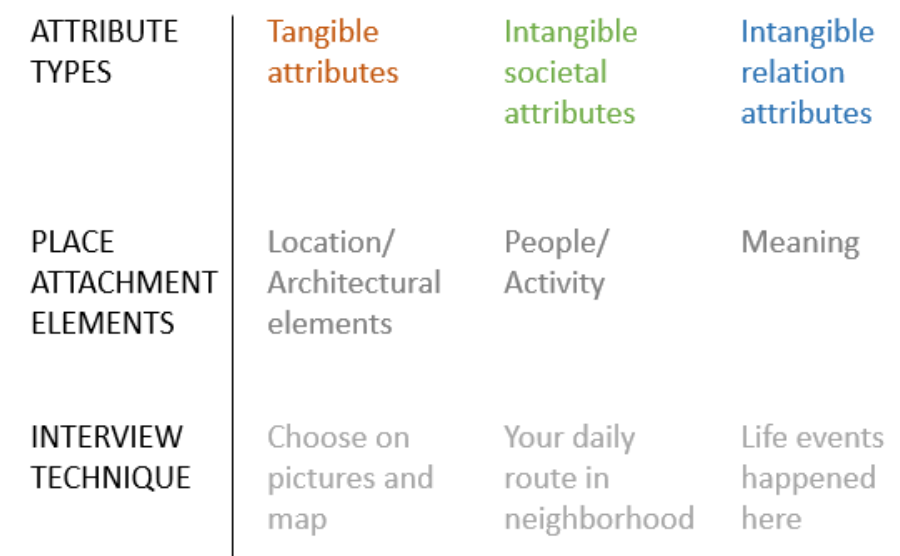 ATTRIBUTE
TYPES
Tangible
attributes
Intangible
societal
attributes
Intangible
relation
attributes
PLACE
ATTACHMENT
ELEMENTS
Location/
Architectural
elements
People/
Activity
Meaning
INTERVIEW
TECHNIQUE
Choose on
pictures and
map
Your daily
route in
neighborhood
Life events
happened
here